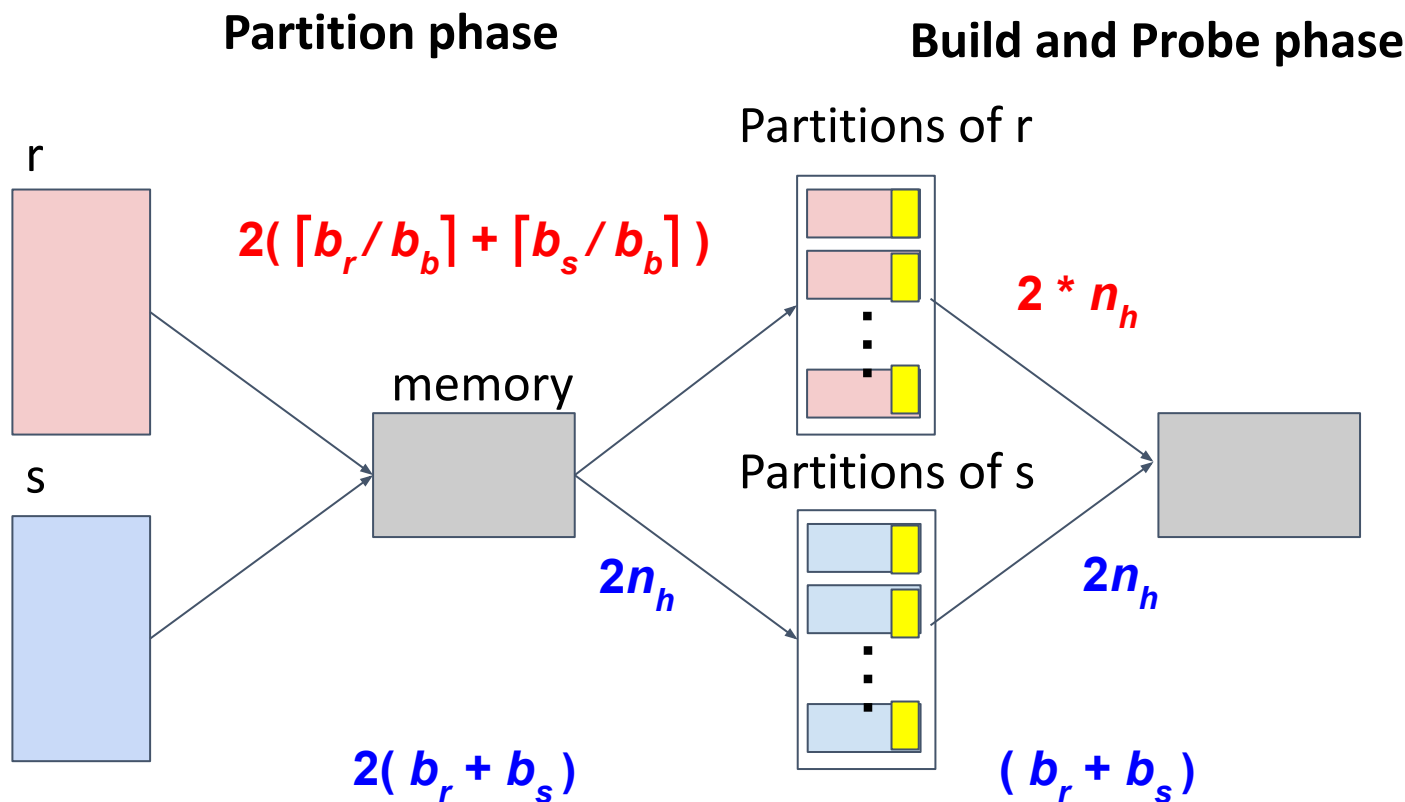 Partition phase
Build and Probe phase
Partitions of r
r
2( ⌈b_r / b_b⌉ + ⌈b_s / b_b⌉ )
2 * n_h
memory
Partitions of s
s
2n_h
2n_h
2( b_r + b_s )
( b_r + b_s )